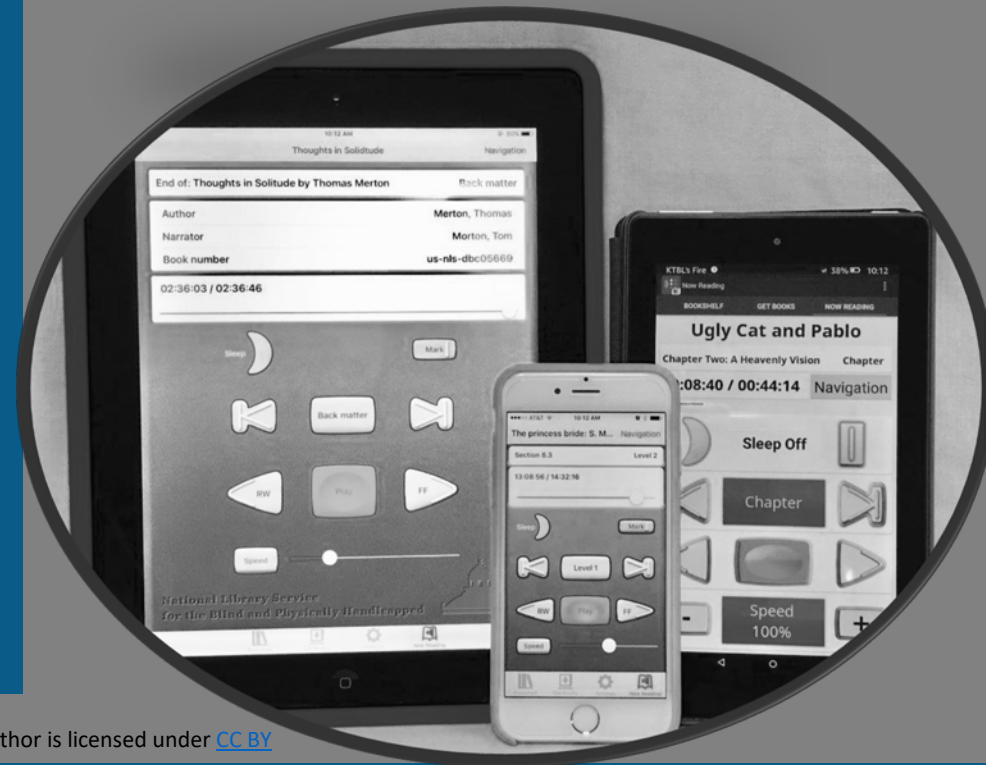 10:12 AM
Thoughts in Solidtude
Navigation
End of: Thoughts in Solitude by Thomas Merton Back matter
Author Merton, Thomas
Narrator Morton, Tom
Book number us-nls-dbc05669
02:36:03 / 02:36:46
Sleep
Mark
Back matter
RW
Play
FF
Speed
National Library Service
for the Blind and Physically Handicapped
Now Reading
AT&T 10:12 AM
The princess bride: S. M... Navigation
Section 8.3 Level 2
13:08:56 / 14:32:16
Sleep
Mark
Level 1
RW
Play
FF
Speed
Now Reading
KTBL's Fire 38% 10:12
Now Reading
BOOKSHELF GET BOOKS NOW READING
Ugly Cat and Pablo
Chapter Two: A Heavenly Vision Chapter
:08:40 / 00:44:14 Navigation
Sleep Off
Chapter
- Speed +
100%
thor is licensed under CC BY